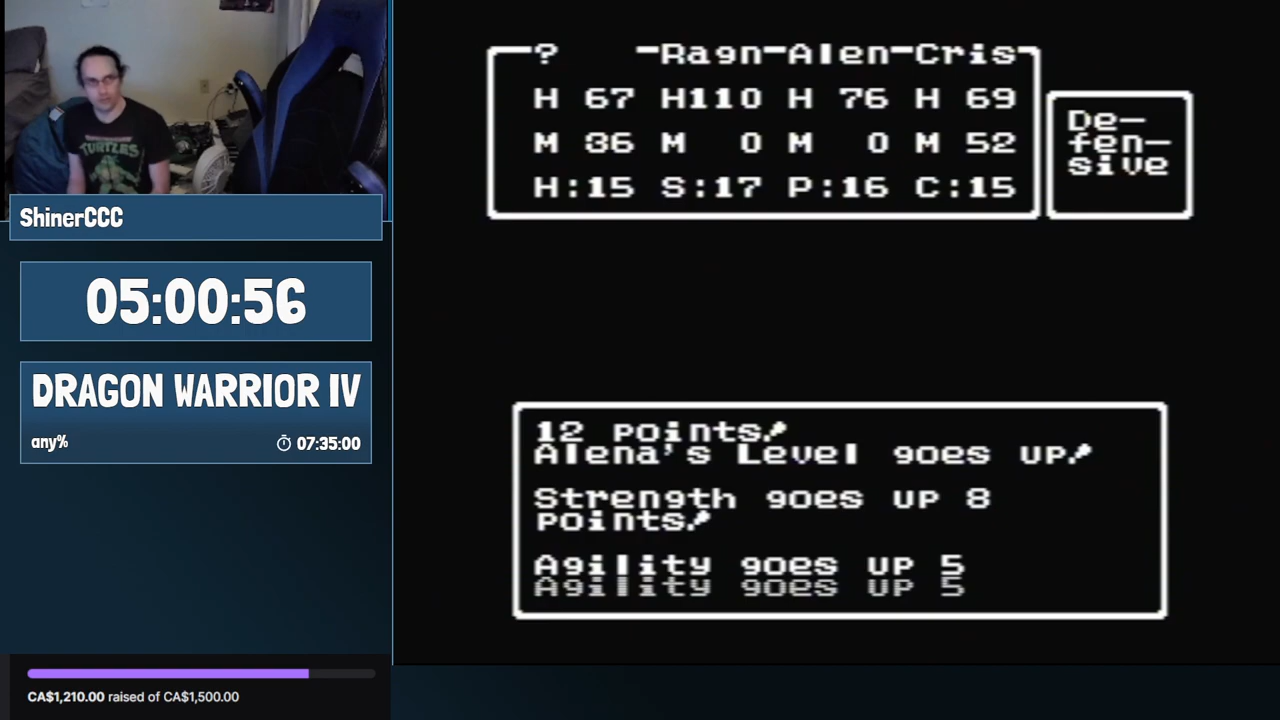 TURTLES
ShinerCCC
05:00:56
DRAGON WARRIOR IV
any%
07:35:00
CA$1,210.00 raised of CA$1,500.00
? Ragn Alen Cris
H 67 H110 H 76 H 69
M 36 M 0 M 0 M 52
H:15 S:17 P:16 C:15
De-
fen-
sive
12 points!
Alena's Level goes up!
Strength goes up 8
points!
Agility goes up 5
Agility goes up 5